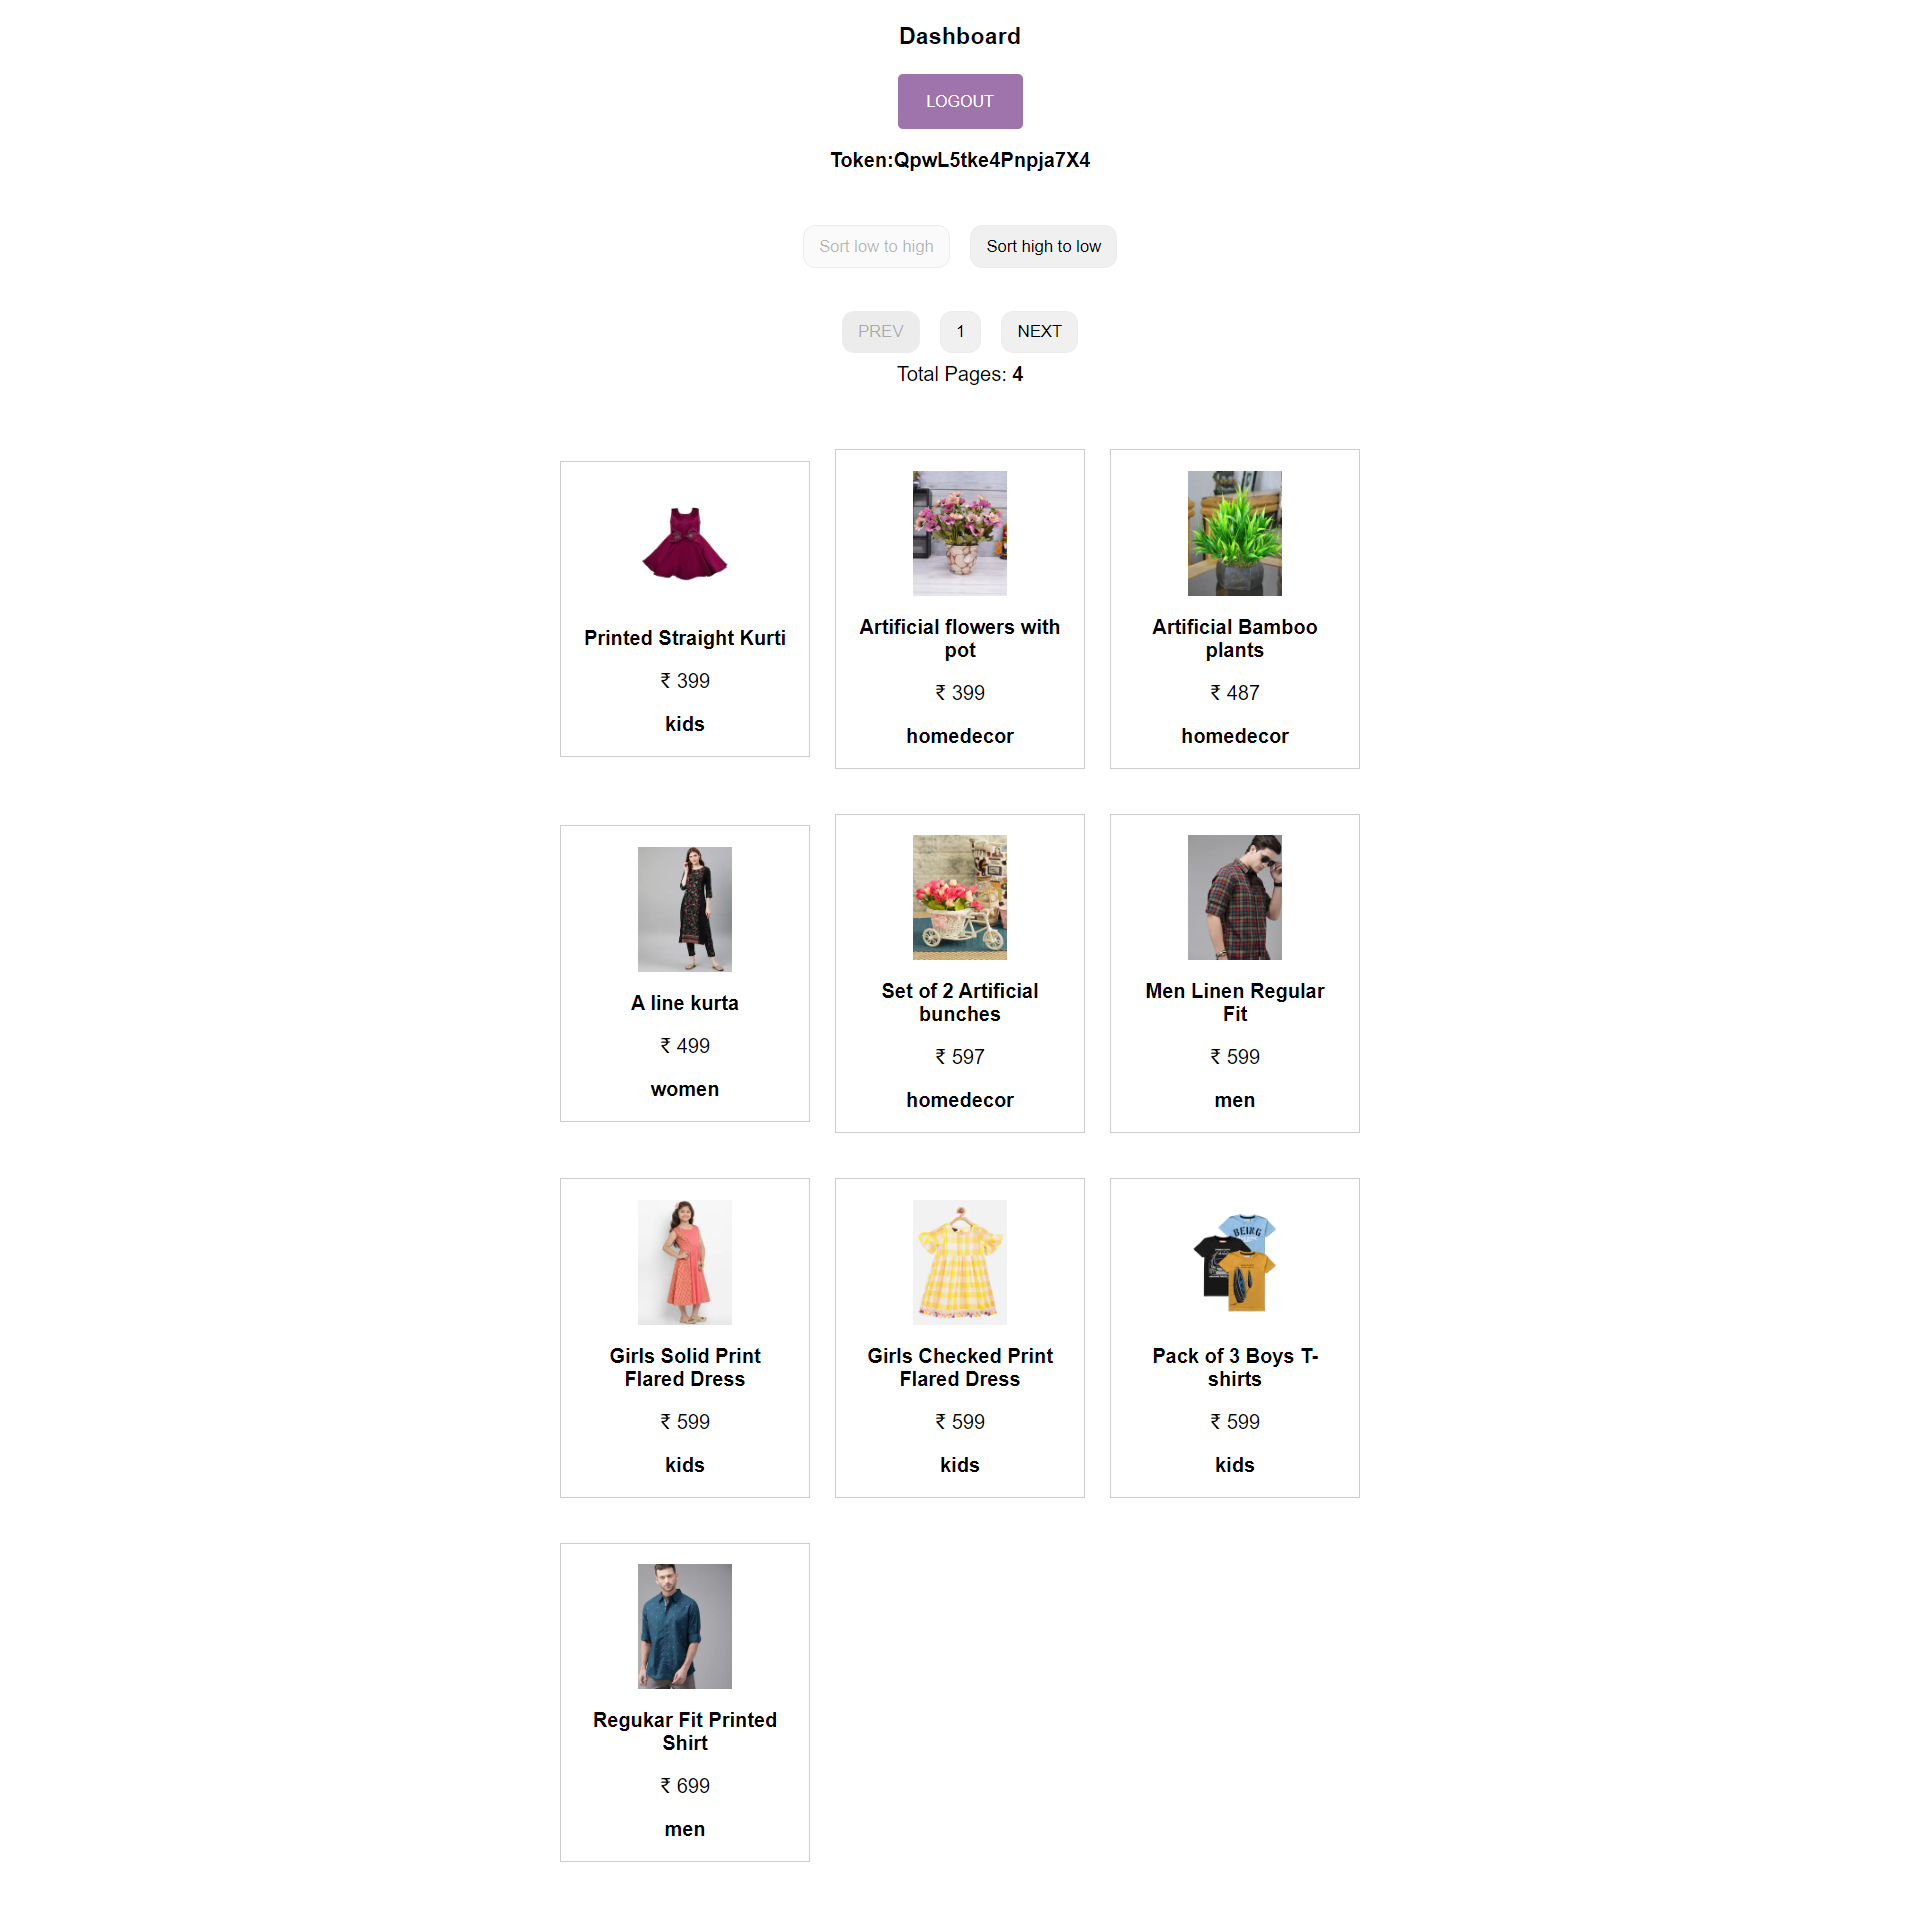 Dashboard
LOGOUT
Token:QpwL5tke4Pnpja7X4
Sort low to high
Sort high to low
PREV
1
NEXT
Total Pages: 4
Printed Straight Kurti
₹ 399
kids
Artificial flowers with
pot
₹ 399
homedecor
Artificial Bamboo
plants
₹ 487
homedecor
A line kurta
₹ 499
women
Set of 2 Artificial
bunches
₹ 597
homedecor
Men Linen Regular
Fit
₹ 599
men
Girls Solid Print
Flared Dress
₹ 599
kids
Girls Checked Print
Flared Dress
₹ 599
kids
Pack of 3 Boys T-
shirts
₹ 599
kids
Regukar Fit Printed
Shirt
₹ 699
men